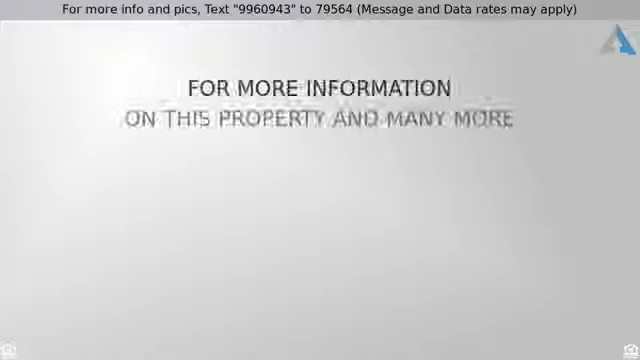 For more info and pics, Text "9960943" to 79564 (Message and Data rates may apply)
FOR MORE INFORMATION
ON THIS PROPERTY AND MANY MORE